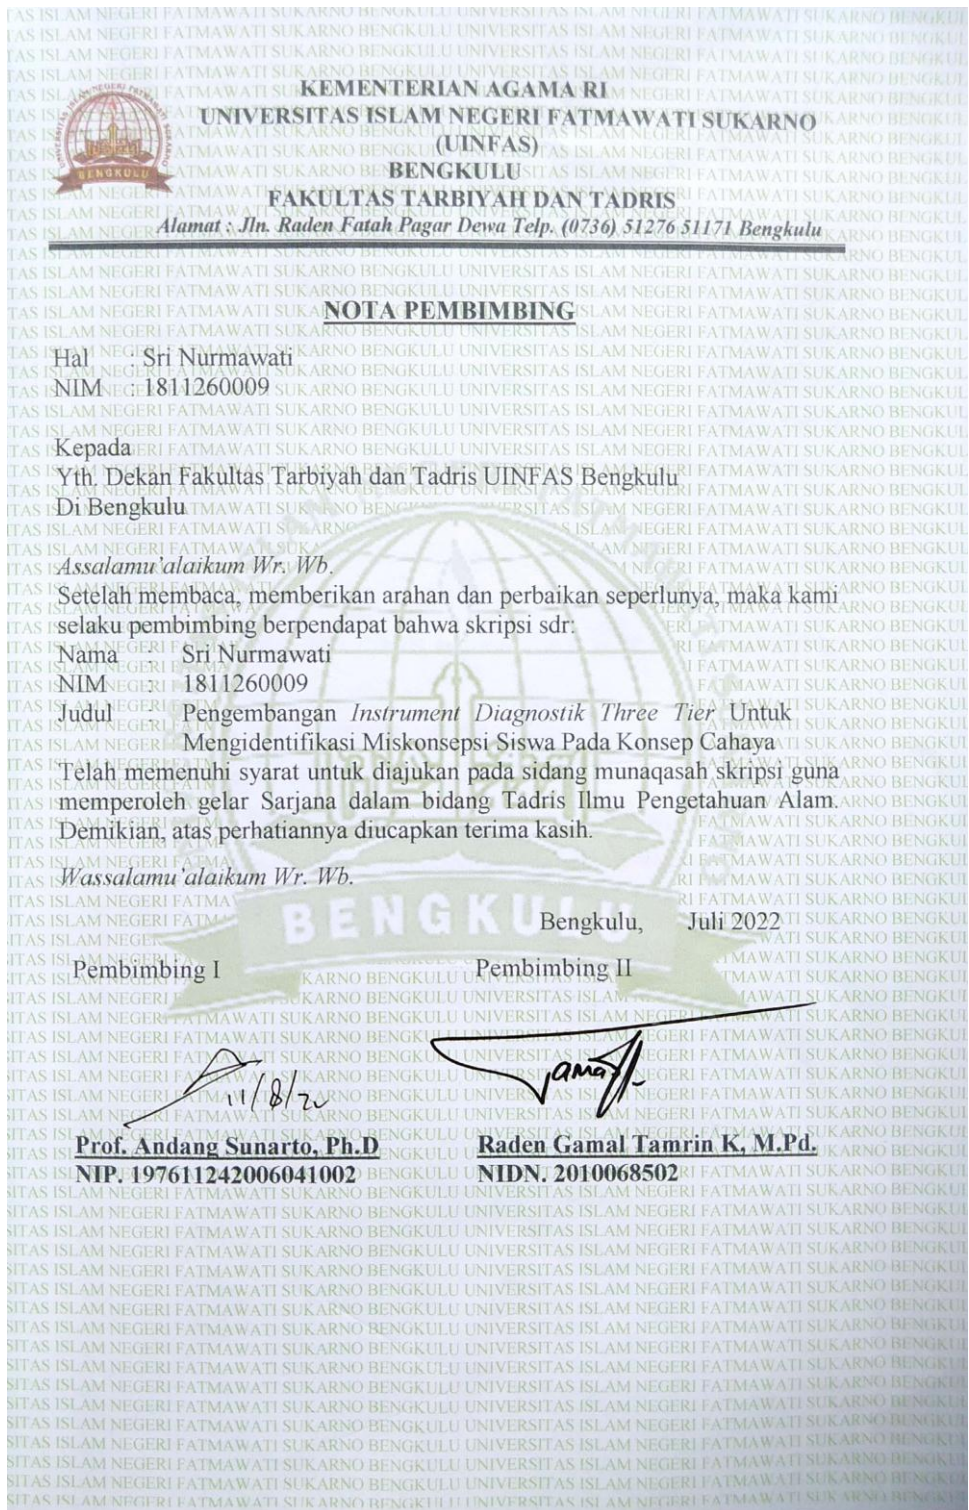 KEMENTERIAN AGAMA RI
UNIVERSITAS ISLAM NEGERI FATMAWATI SUKARNO
(UINFAS)
BENGKULU
FAKULTAS TARBIYAH DAN TADRIS
Alamat : Jln. Raden Fatah Pagar Dewa Telp. (0736) 51276 51171 Bengkulu
BENGKULU
NOTA PEMBIMBING
Hal : Sri Nurmawati
NIM : 1811260009
Kepada
Yth. Dekan Fakultas Tarbiyah dan Tadris UINFAS Bengkulu
Di Bengkulu
Assalamu'alaikum Wr. Wb.
Setelah membaca, memberikan arahan dan perbaikan seperlunya, maka kami
selaku pembimbing berpendapat bahwa skripsi sdr:
Nama : Sri Nurmawati
NIM : 1811260009
Judul : Pengembangan Instrument Diagnostik Three Tier Untuk
Mengidentifikasi Miskonsepsi Siswa Pada Konsep Cahaya
Telah memenuhi syarat untuk diajukan pada sidang munaqasah skripsi guna
memperoleh gelar Sarjana dalam bidang Tadris Ilmu Pengetahuan Alam.
Demikian, atas perhatiannya diucapkan terima kasih.
Wassalamu'alaikum Wr. Wb.
BENGKULU
Bengkulu, Juli 2022
Pembimbing I Pembimbing II
11/8/22
Prof. Andang Sunarto, Ph.D Raden Gamal Tamrin K, M.Pd.
NIP. 197611242006041002 NIDN. 2010068502